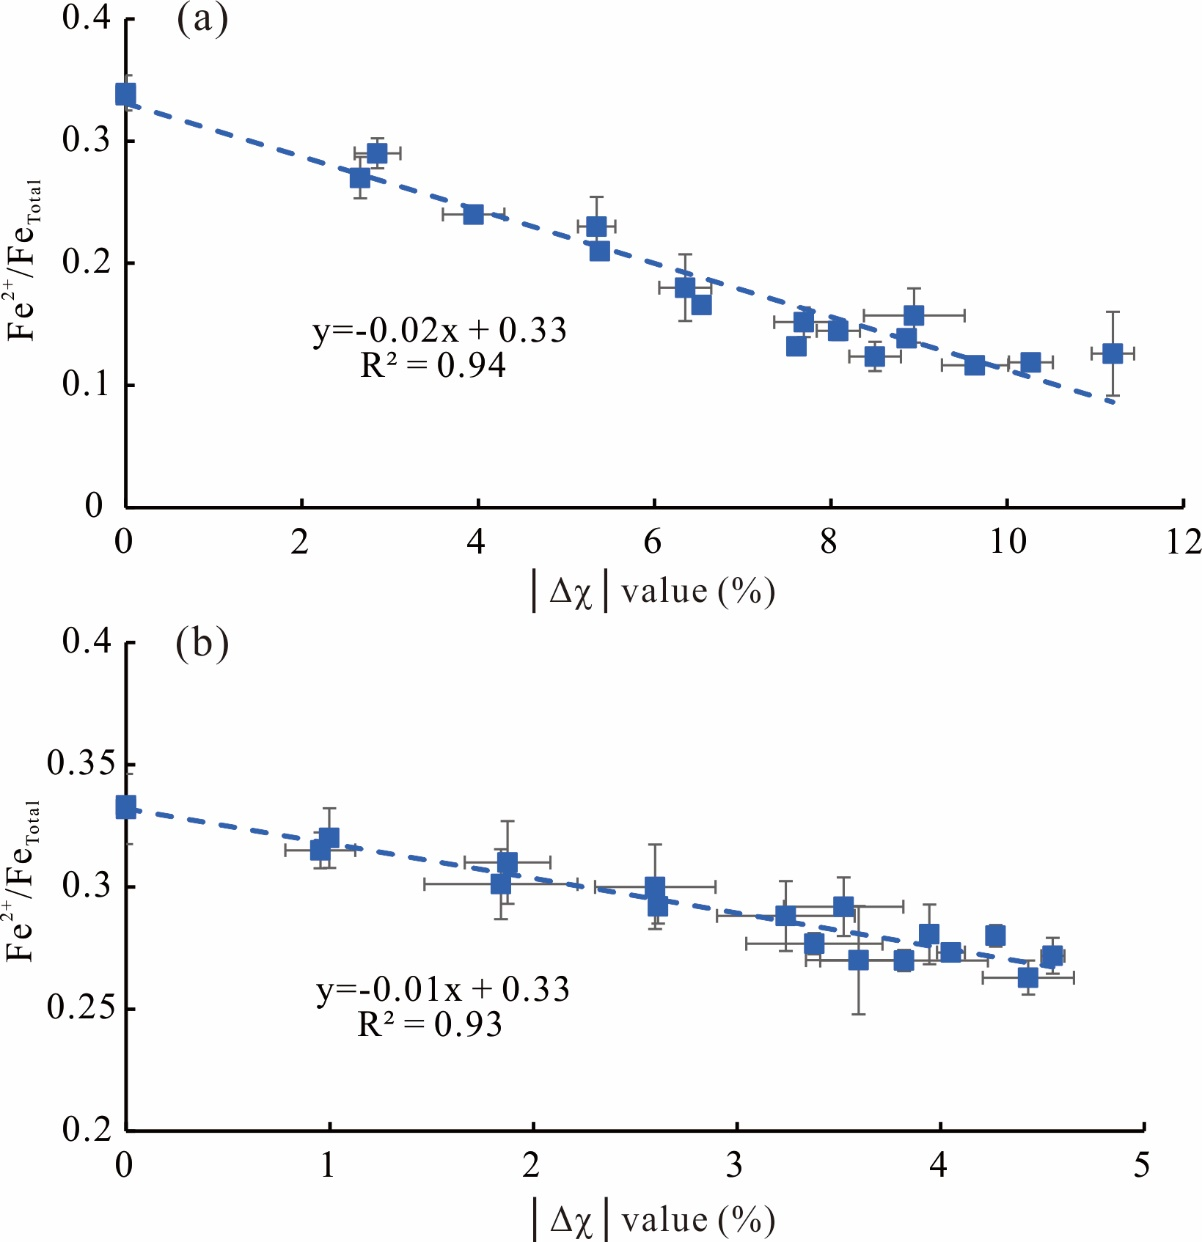 (a)
0.4
0.3
0.2
0.1
0
Fe²⁺/Fe_Total
y=-0.02x + 0.33
R² = 0.94
0 2 4 6 8 10 12
|Δχ| value (%)
(b)
0.4
0.35
0.3
0.25
0.2
Fe²⁺/Fe_Total
y=-0.01x + 0.33
R² = 0.93
0 1 2 3 4 5
|Δχ| value (%)